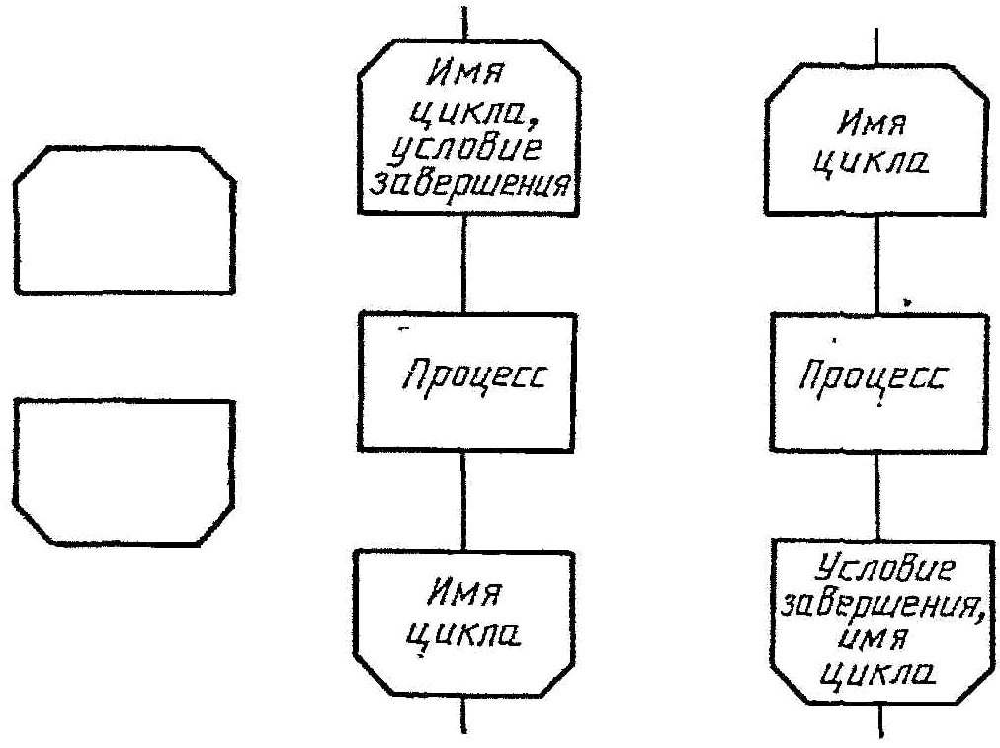 Имя
цикла,
условие
завершения
Процесс
Имя
цикла
Имя
цикла
Процесс
Условие
завершения,
имя
цикла